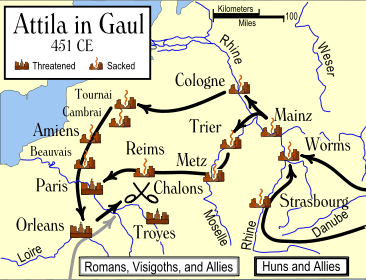 Attila in Gaul
451 CE
Threatened Sacked
Kilometers
100
Miles
Rhine
Weser
Cologne
Tournai
Cambrai
Mainz
Amiens
Trier
Worms
Beauvais
Reims
Metz
Paris
Chalons
Strasbourg
Orleans
Troyes
Moselle
Rhine
Danube
Loire
Romans, Visigoths, and Allies
Huns and Allies